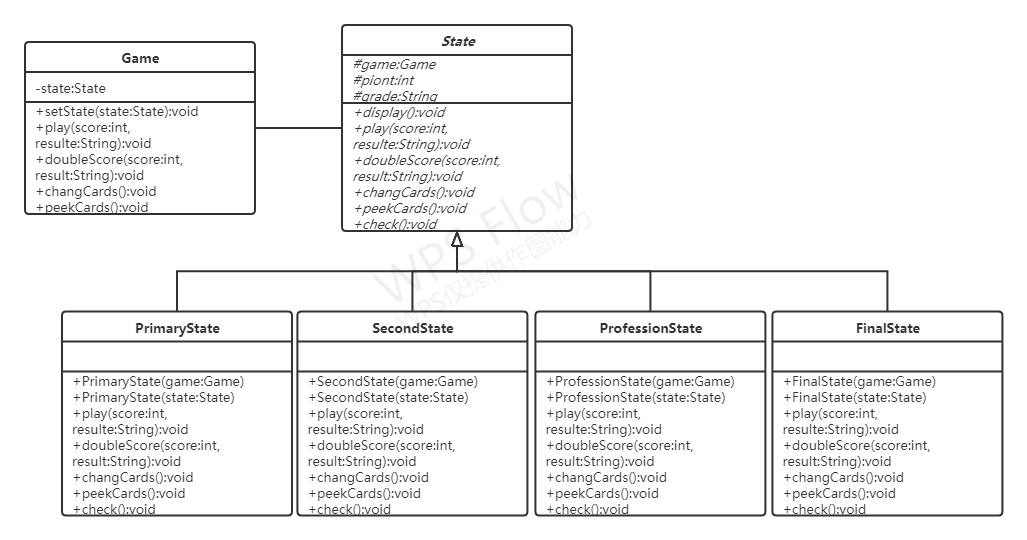 Game
-state:State
+setState(state:State):void
+play(score:int,
resulte:String):void
+doubleScore(score:int,
result:String):void
+changCards():void
+peekCards():void
State
#game:Game
#piont:int
#grade:String
+display():void
+play(score:int,
resulte:String):void
+doubleScore(score:int,
result:String):void
+changCards():void
+peekCards():void
+check():void
WPS Flow
WPS仅提供作图能力
PrimaryState
+PrimaryState(game:Game)
+PrimaryState(state:State)
+play(score:int,
resulte:String):void
+doubleScore(score:int,
result:String):void
+changCards():void
+peekCards():void
+check():void
SecondState
+SecondState(game:Game)
+SecondState(state:State)
+play(score:int,
resulte:String):void
+doubleScore(score:int,
result:String):void
+changCards():void
+peekCards():void
+check():void
ProfessionState
+ProfessionState(game:Game)
+ProfessionState(state:State)
+play(score:int,
resulte:String):void
+doubleScore(score:int,
result:String):void
+changCards():void
+peekCards():void
+check():void
FinalState
+FinalState(game:Game)
+FinalState(state:State)
+play(score:int,
resulte:String):void
+doubleScore(score:int,
result:String):void
+changCards():void
+peekCards():void
+check():void